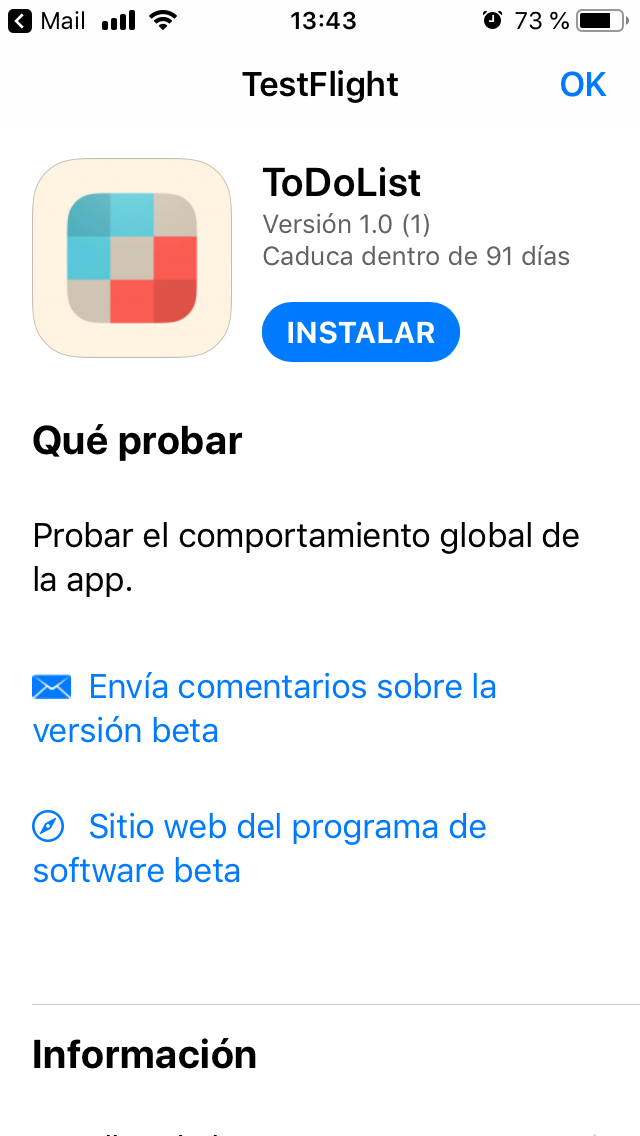 Mail 13:43 73 %
TestFlight OK
ToDoList
Versión 1.0 (1)
Caduca dentro de 91 días
INSTALAR
Qué probar
Probar el comportamiento global de
la app.
Envía comentarios sobre la
versión beta
Sitio web del programa de
software beta
Información